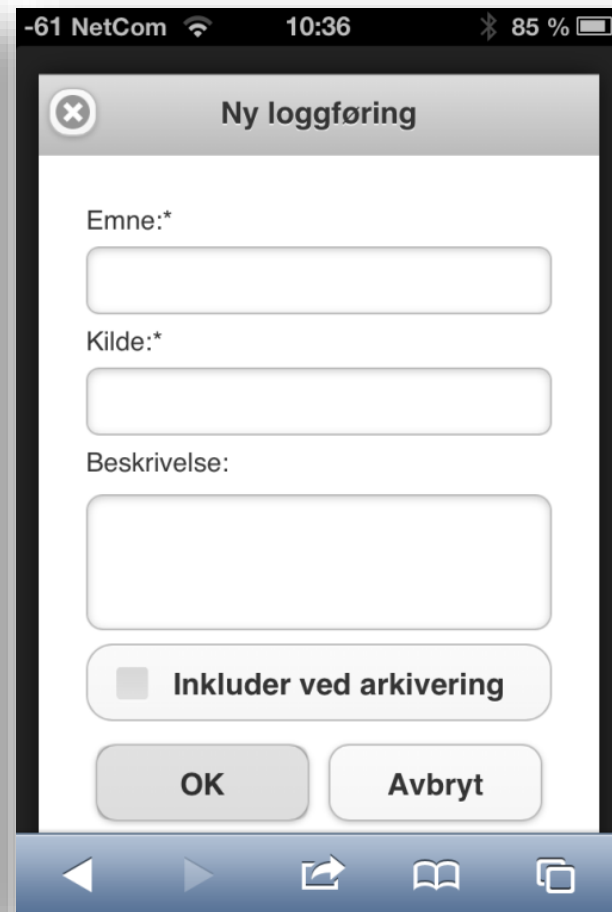 -61 NetCom 10:36 85 %
Ny loggføring
Emne:*
Kilde:*
Beskrivelse:
Inkluder ved arkivering
OK Avbryt